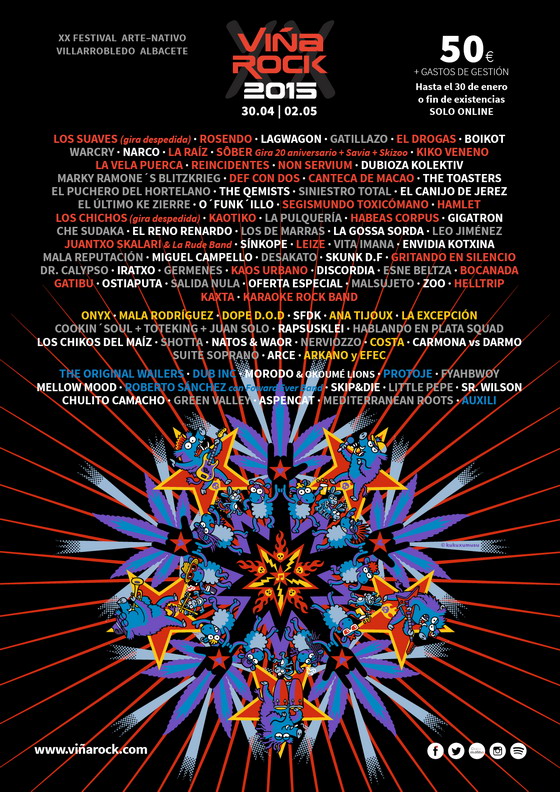 XX FESTIVAL ARTE–NATIVO
VILLARROBLEDO ALBACETE
XX
VIÑA
ROCK
2015
30.04 | 02.05
50€
+ GASTOS DE GESTIÓN
Hasta el 30 de enero
o fin de existencias
SOLO ONLINE
LOS SUAVES (gira despedida) · ROSENDO · LAGWAGON · GATILLAZO · EL DROGAS · BOIKOT
WARCRY · NARCO · LA RAÍZ · SÔBER Gira 20 aniversario + Savia + Skizoo · KIKO VENENO
LA VELA PUERCA · REINCIDENTES · NON SERVIUM · DUBIOZA KOLEKTIV
MARKY RAMONE´S BLITZKRIEG · DEF CON DOS · CANTECA DE MACAO · THE TOASTERS
EL PUCHERO DEL HORTELANO · THE QEMISTS · SINIESTRO TOTAL · EL CANIJO DE JEREZ
EL ÚLTIMO KE ZIERRE · O´FUNK´ILLO · SEGISMUNDO TOXICÓMANO · HAMLET
LOS CHICHOS (gira despedida) · KAOTIKO · LA PULQUERÍA · HABEAS CORPUS · GIGATRON
CHE SUDAKA · EL RENO RENARDO · LOS DE MARRAS · LA GOSSA SORDA · LEO JIMÉNEZ
JUANTXO SKALARI & La Rude Band · SÍNKOPE · LEIZE · VITA IMANA · ENVIDIA KOTXINA
MALA REPUTACIÓN · MIGUEL CAMPELLO · DESAKATO · SKUNK D.F · GRITANDO EN SILENCIO
DR. CALYPSO · IRATXO · GERMENES · KAOS URBANO · DISCORDIA · ESNE BELTZA · BOCANADA
GATIBU · OSTIAPUTA · SALIDA NULA · OFERTA ESPECIAL · MALSUJETO · ZOO · HELLTRIP
KAXTA · KARAOKE ROCK BAND
ONYX · MALA RODRÍGUEZ · DOPE D.O.D · SFDK · ANA TIJOUX · LA EXCEPCIÓN
COOKIN´SOUL + TOTEKING + JUAN SOLO · RAPSUSKLEI · HABLANDO EN PLATA SQUAD
LOS CHIKOS DEL MAÍZ · SHOTTA · NATOS & WAOR · NERVIOZZO · COSTA · CARMONA vs DARMO
SUITE SOPRANO · ARCE · ARKANO y EFEC
THE ORIGINAL WAILERS · DUB INC · MORODO & OKOUMÉ LIONS · PROTOJE · FYAHBWOY
MELLOW MOOD · ROBERTO SÁNCHEZ con Forward Ever Band · SKIP&DIE · LITTLE PEPE · SR. WILSON
CHULITO CAMACHO · GREEN VALLEY · ASPENCAT · MEDITERRANEAN ROOTS · AUXILI
www.viñarock.com